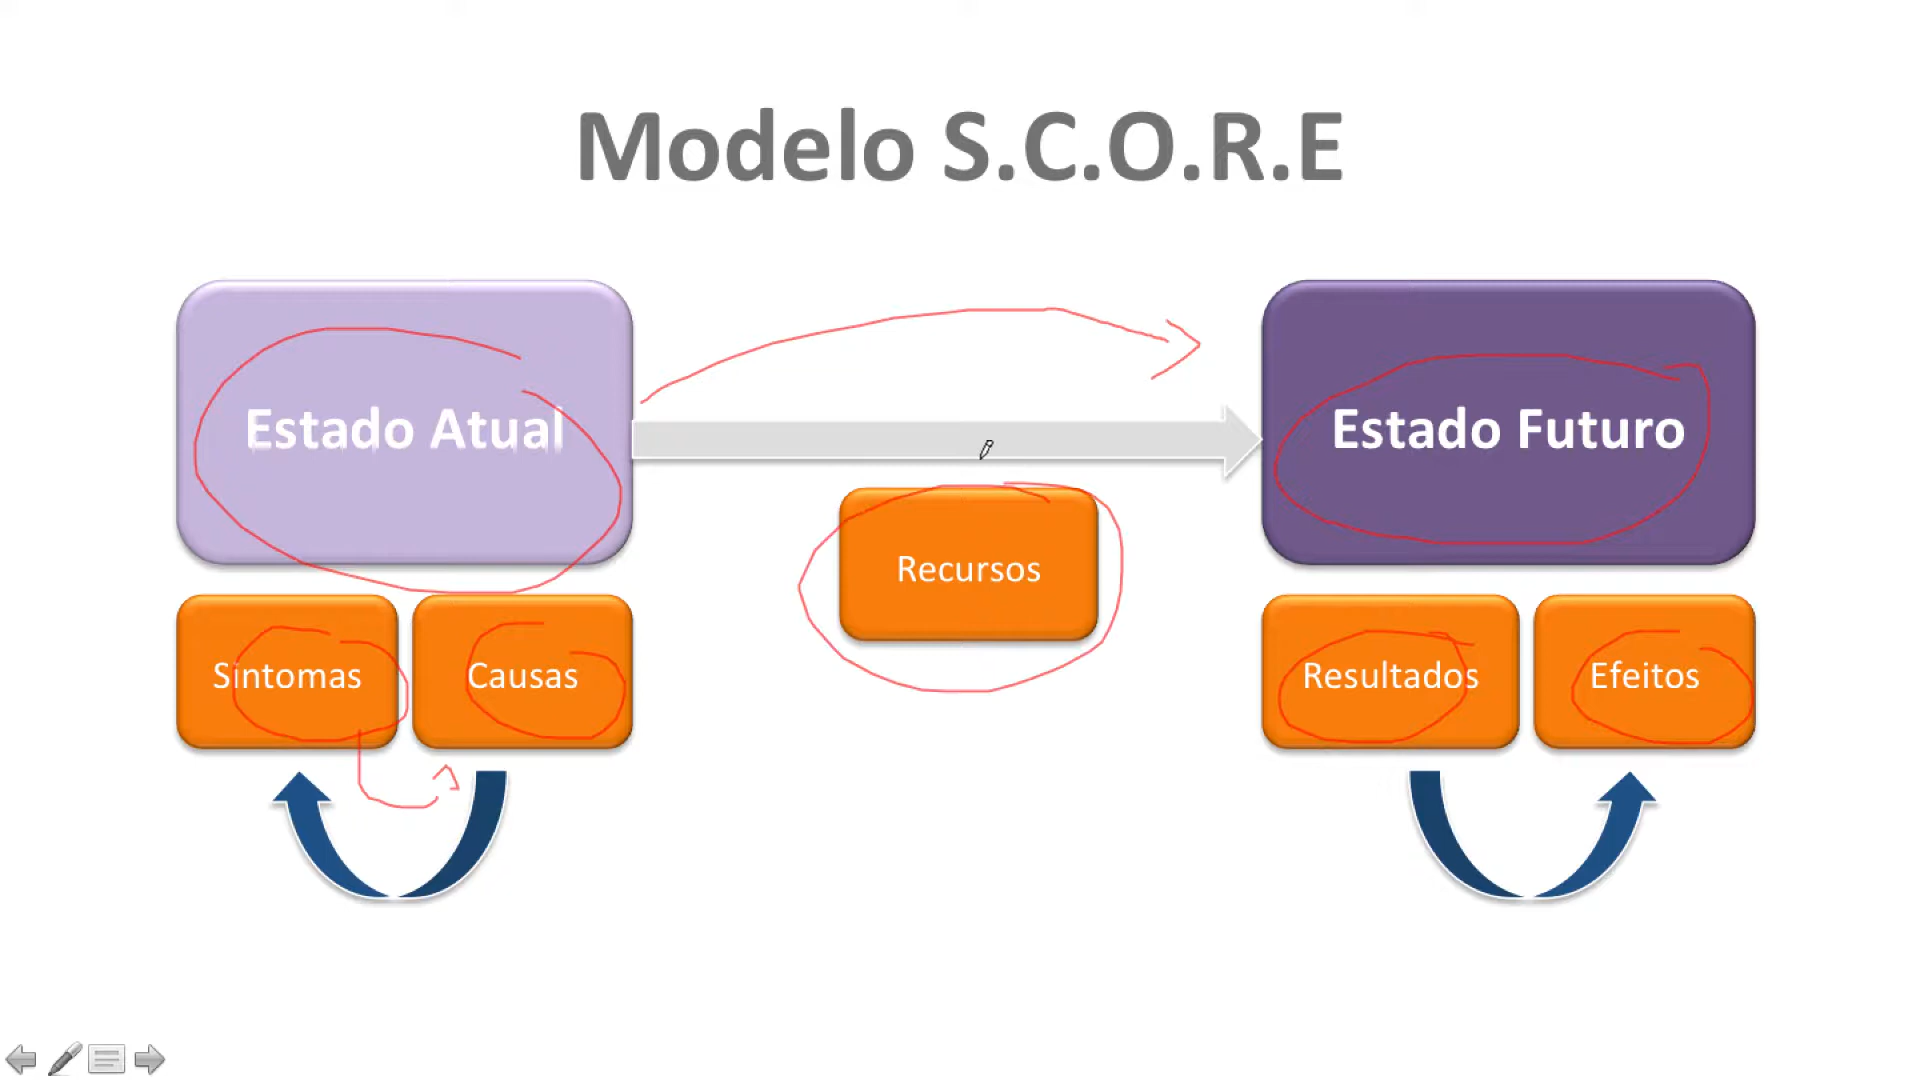 Modelo S.C.O.R.E
Estado Atual
Estado Futuro
Recursos
Sintomas
Causas
Resultados
Efeitos